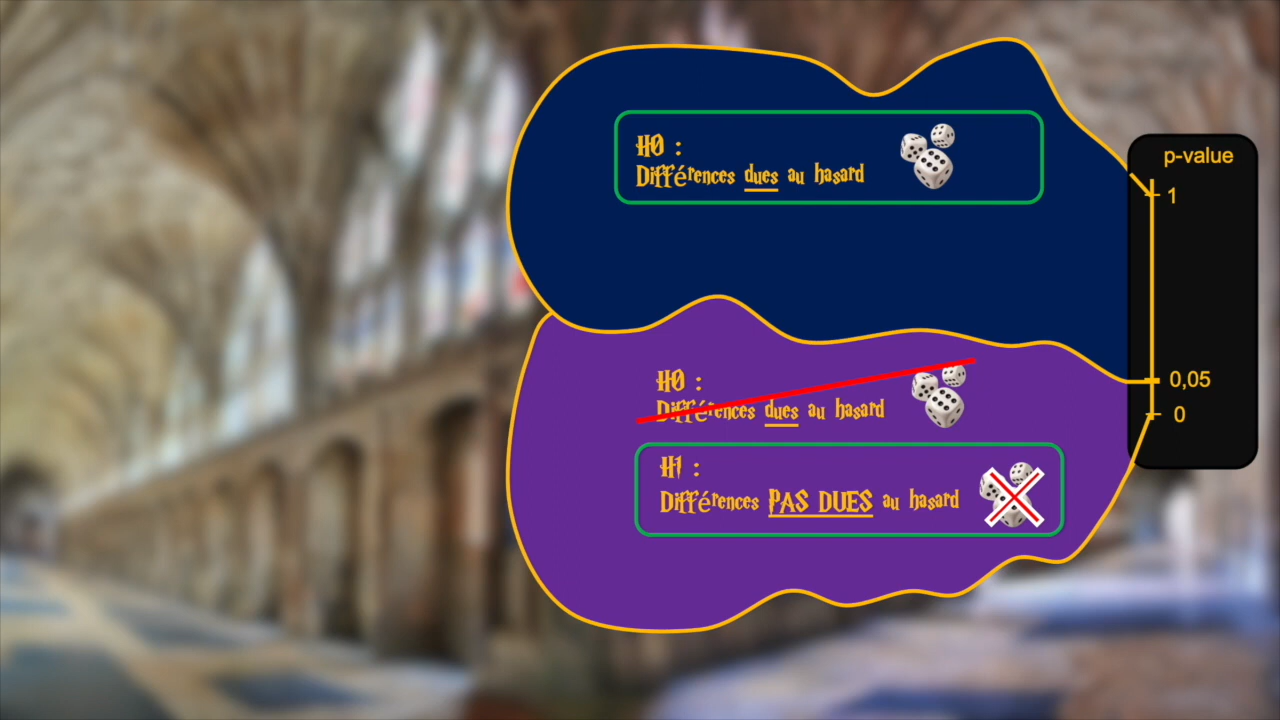 p-value
H0 :
Différences dues au hasard
1
H0 :
Différences dues au hasard
0,05
0
H1 :
Différences PAS DUES au hasard